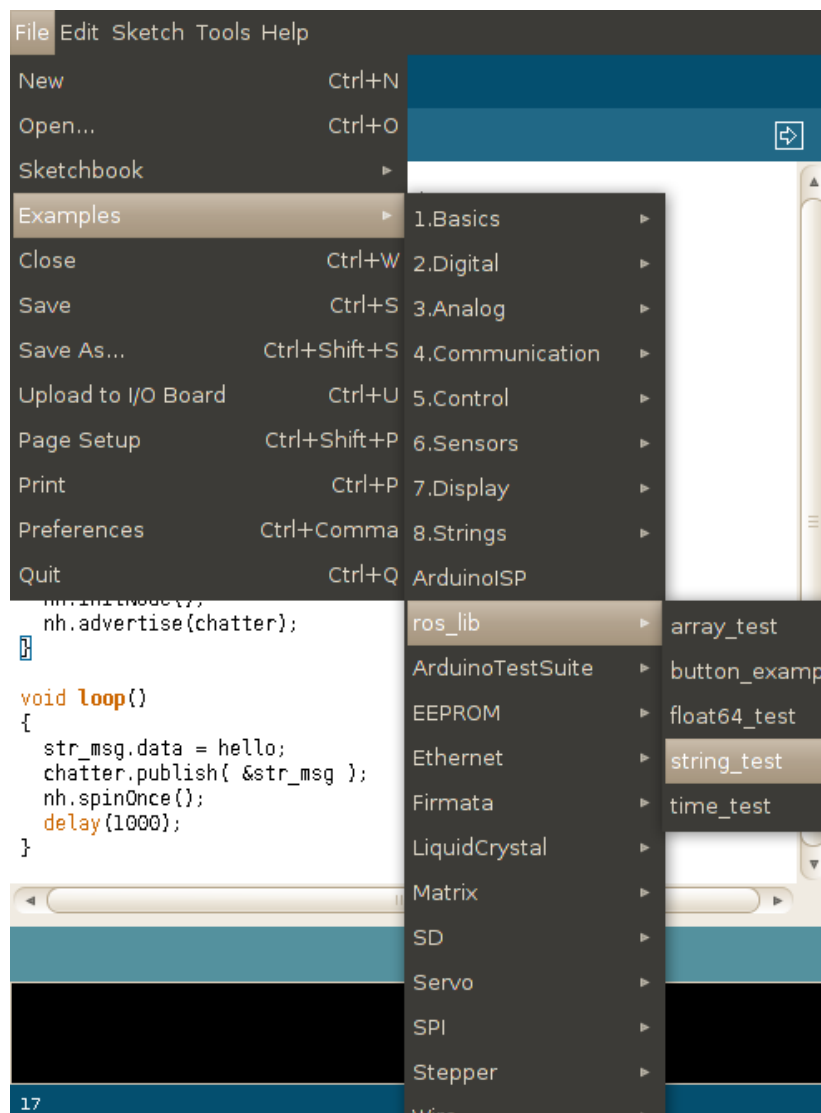 File Edit Sketch Tools Help
New Ctrl+N
Open... Ctrl+O
Sketchbook
Examples
Close Ctrl+W
Save Ctrl+S
Save As... Ctrl+Shift+S
Upload to I/O Board Ctrl+U
Page Setup Ctrl+Shift+P
Print Ctrl+P
Preferences Ctrl+Comma
Quit Ctrl+Q
1.Basics
2.Digital
3.Analog
4.Communication
5.Control
6.Sensors
7.Display
8.Strings
ArduinoISP
ros_lib
ArduinoTestSuite
EEPROM
Ethernet
Firmata
LiquidCrystal
Matrix
SD
Servo
SPI
Stepper
array_test
button_examp
float64_test
string_test
time_test
nh.advertise(chatter);
}
void loop()
{
str_msg.data = hello;
chatter.publish( &str_msg );
nh.spinOnce();
delay(1000);
}
17